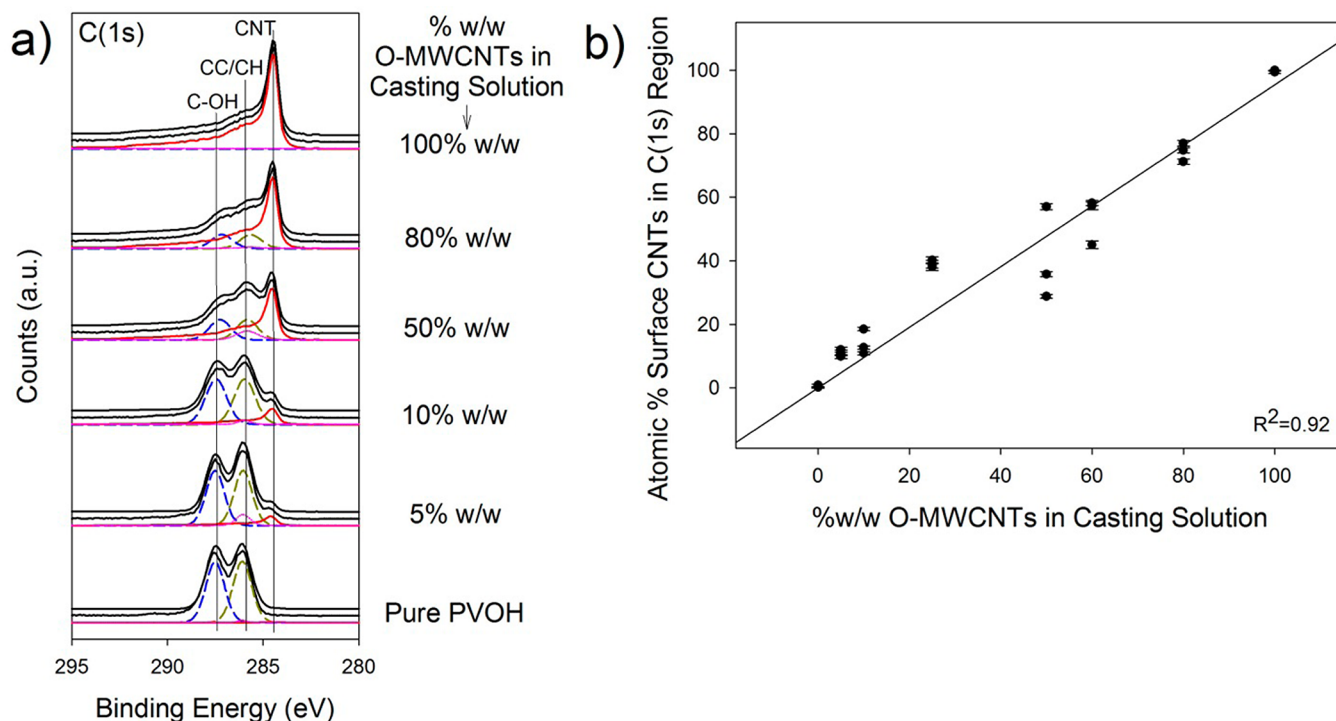 a)
C(1s)
CNT
CC/CH
C-OH
% w/w
O-MWCNTs in
Casting Solution
100% w/w
80% w/w
50% w/w
10% w/w
5% w/w
Pure PVOH
Counts (a.u.)
295 290 285 280
Binding Energy (eV)
b)
Atomic % Surface CNTs in C(1s) Region
100
80
60
40
20
0
R²=0.92
0 20 40 60 80 100
%w/w O-MWCNTs in Casting Solution